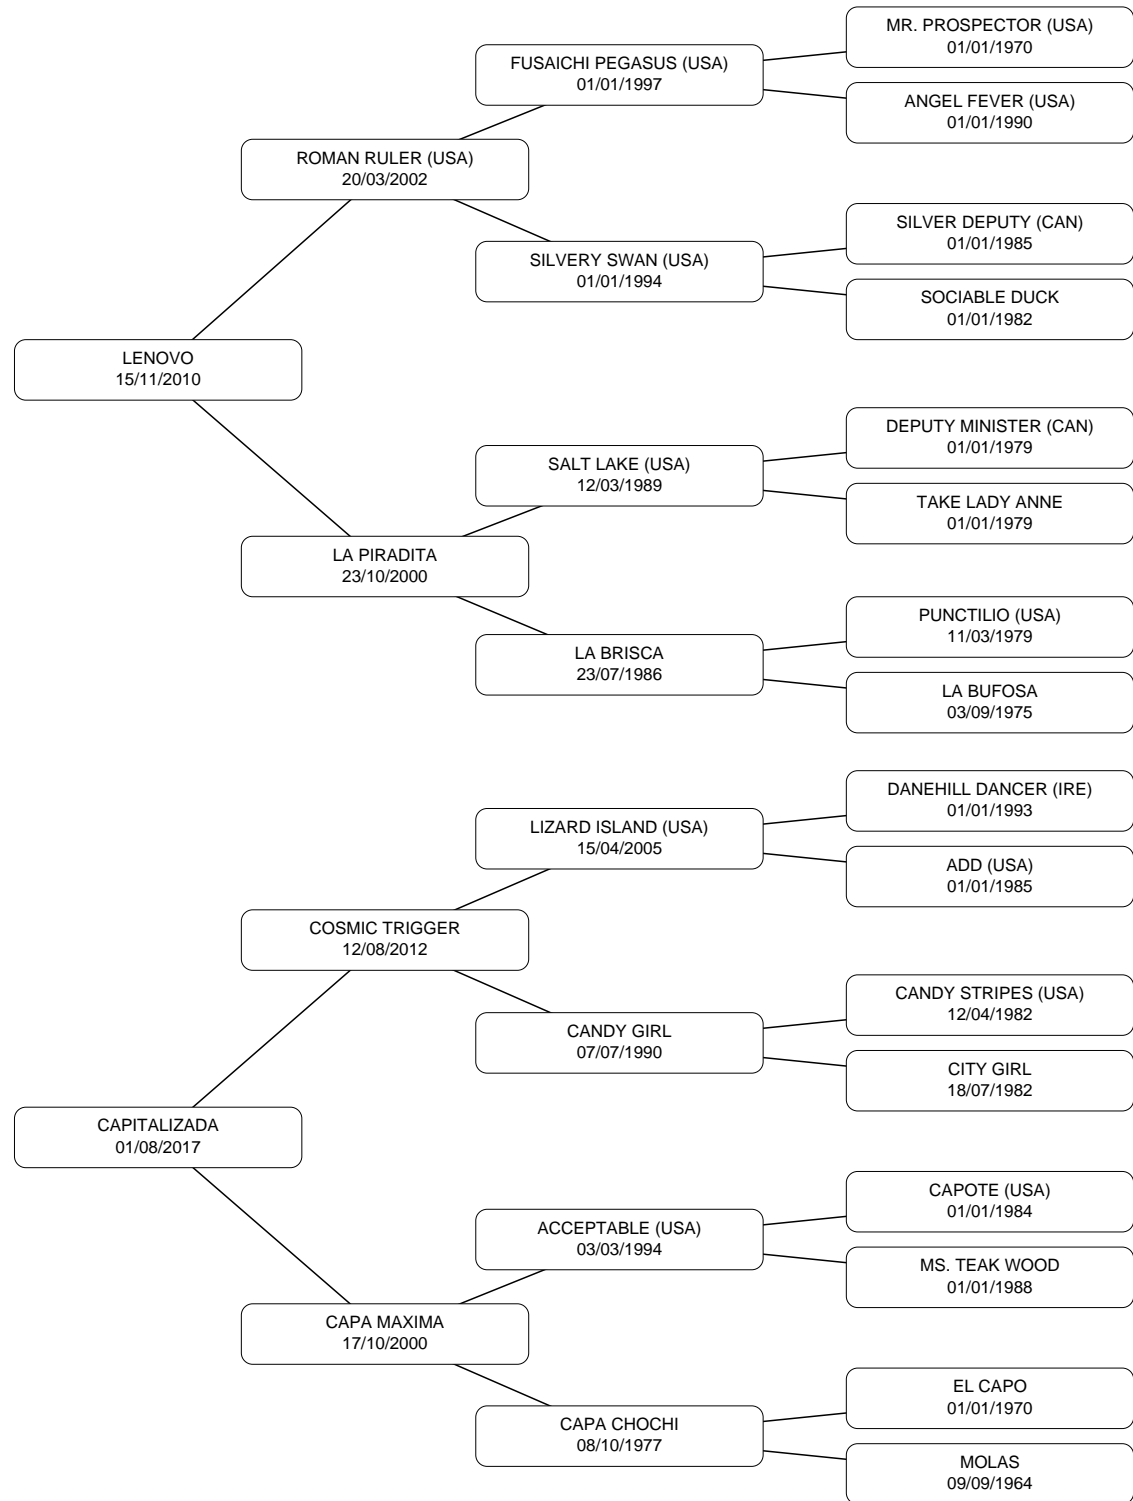 MR. PROSPECTOR (USA)
01/01/1970
FUSAICHI PEGASUS (USA)
01/01/1997
ANGEL FEVER (USA)
01/01/1990
ROMAN RULER (USA)
20/03/2002
SILVER DEPUTY (CAN)
01/01/1985
SILVERY SWAN (USA)
01/01/1994
SOCIABLE DUCK
01/01/1982
LENOVO
15/11/2010
DEPUTY MINISTER (CAN)
01/01/1979
SALT LAKE (USA)
12/03/1989
TAKE LADY ANNE
01/01/1979
LA PIRADITA
23/10/2000
PUNCTILIO (USA)
11/03/1979
LA BRISCA
23/07/1986
LA BUFOSA
03/09/1975
DANEHILL DANCER (IRE)
01/01/1993
LIZARD ISLAND (USA)
15/04/2005
ADD (USA)
01/01/1985
COSMIC TRIGGER
12/08/2012
CANDY STRIPES (USA)
12/04/1982
CANDY GIRL
07/07/1990
CITY GIRL
18/07/1982
CAPITALIZADA
01/08/2017
CAPOTE (USA)
01/01/1984
ACCEPTABLE (USA)
03/03/1994
MS. TEAK WOOD
01/01/1988
CAPA MAXIMA
17/10/2000
EL CAPO
01/01/1970
CAPA CHOCHI
08/10/1977
MOLAS
09/09/1964